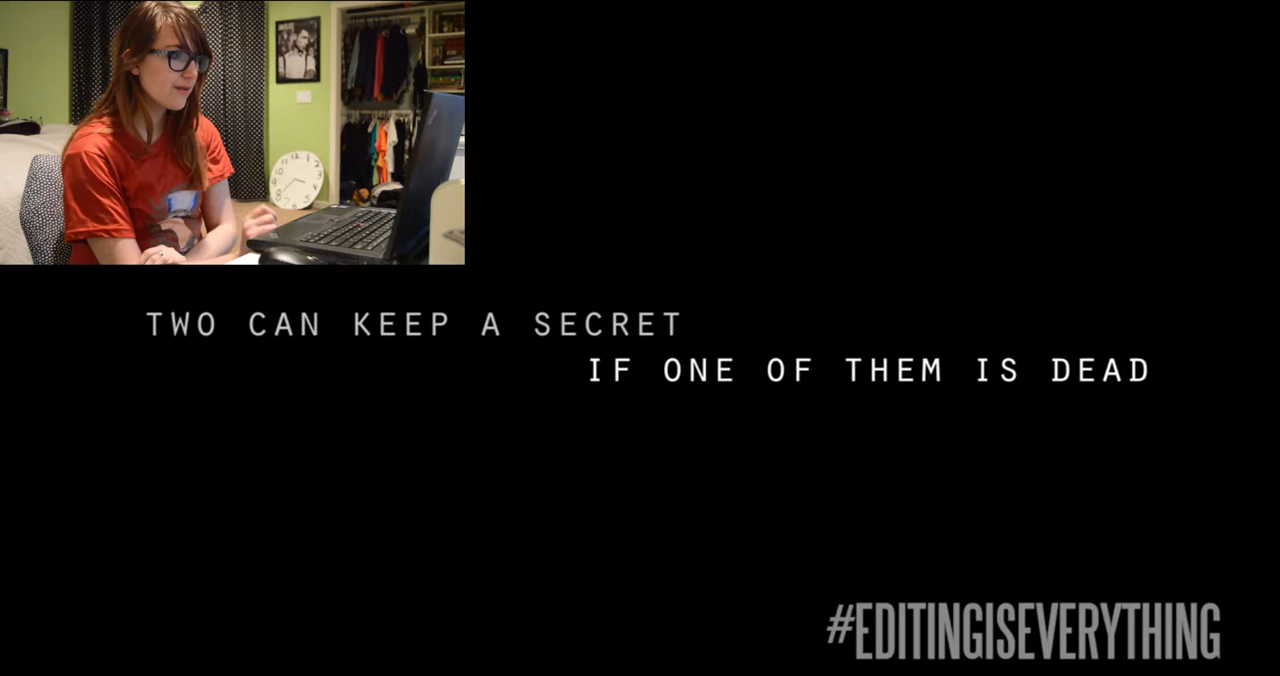 TWO CAN KEEP A SECRET
IF ONE OF THEM IS DEAD
#EDITINGISEVERYTHING